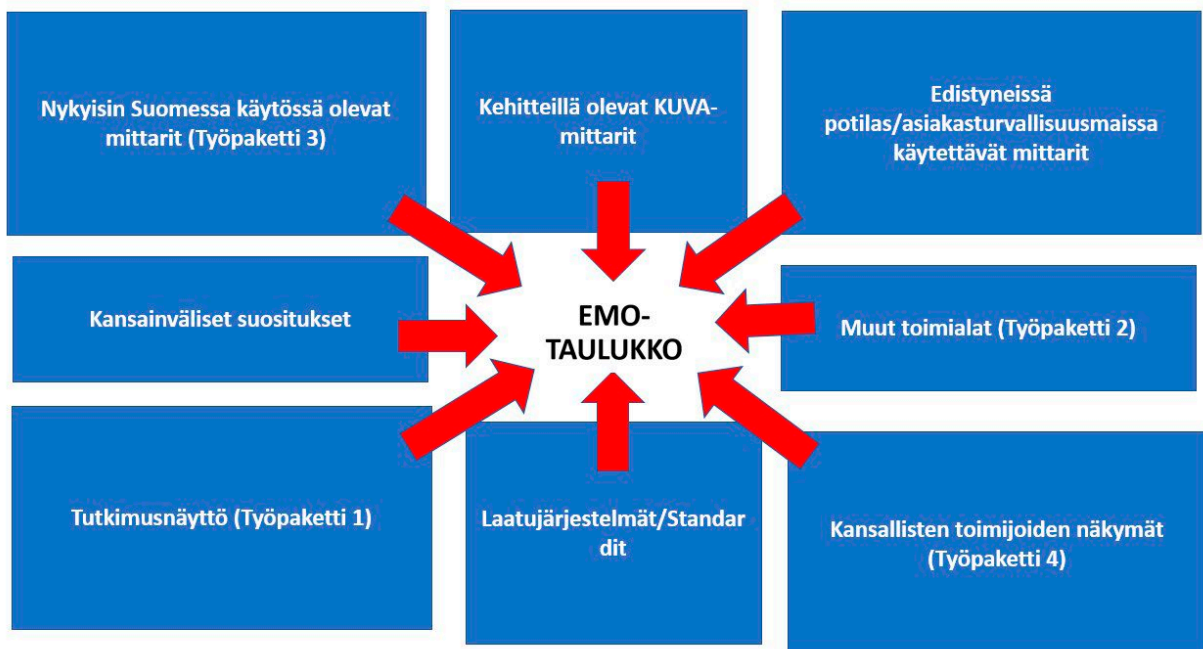 Nykyisin Suomessa käytössä olevat
mittarit (Työpaketti 3)
Kehitteillä olevat KUVA-
mittarit
Edistyneissä
potilas/asiakasturvallisuusmaissa
käytettävät mittarit
Kansainväliset suositukset
EMO-
TAULUKKO
Muut toimialat (Työpaketti 2)
Tutkimusnäyttö (Työpaketti 1)
Laatujärjestelmät/Standar
dit
Kansallisten toimijoiden näkymät
(Työpaketti 4)